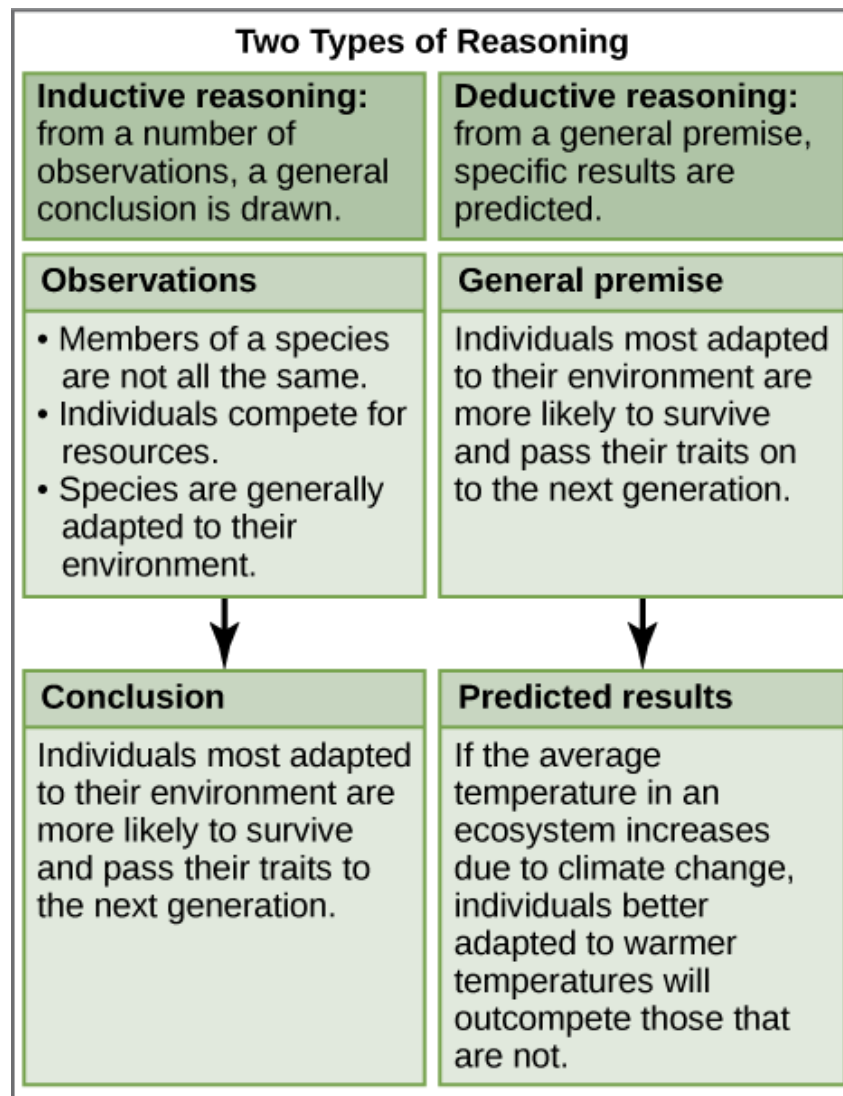 Two Types of Reasoning
Inductive reasoning:
from a number of
observations, a general
conclusion is drawn.
Deductive reasoning:
from a general premise,
specific results are
predicted.
Observations
• Members of a species
are not all the same.
• Individuals compete for
resources.
• Species are generally
adapted to their
environment.
General premise
Individuals most adapted
to their environment are
more likely to survive
and pass their traits on
to the next generation.
Conclusion
Individuals most adapted
to their environment are
more likely to survive
and pass their traits to
the next generation.
Predicted results
If the average
temperature in an
ecosystem increases
due to climate change,
individuals better
adapted to warmer
temperatures will
outcompete those that
are not.